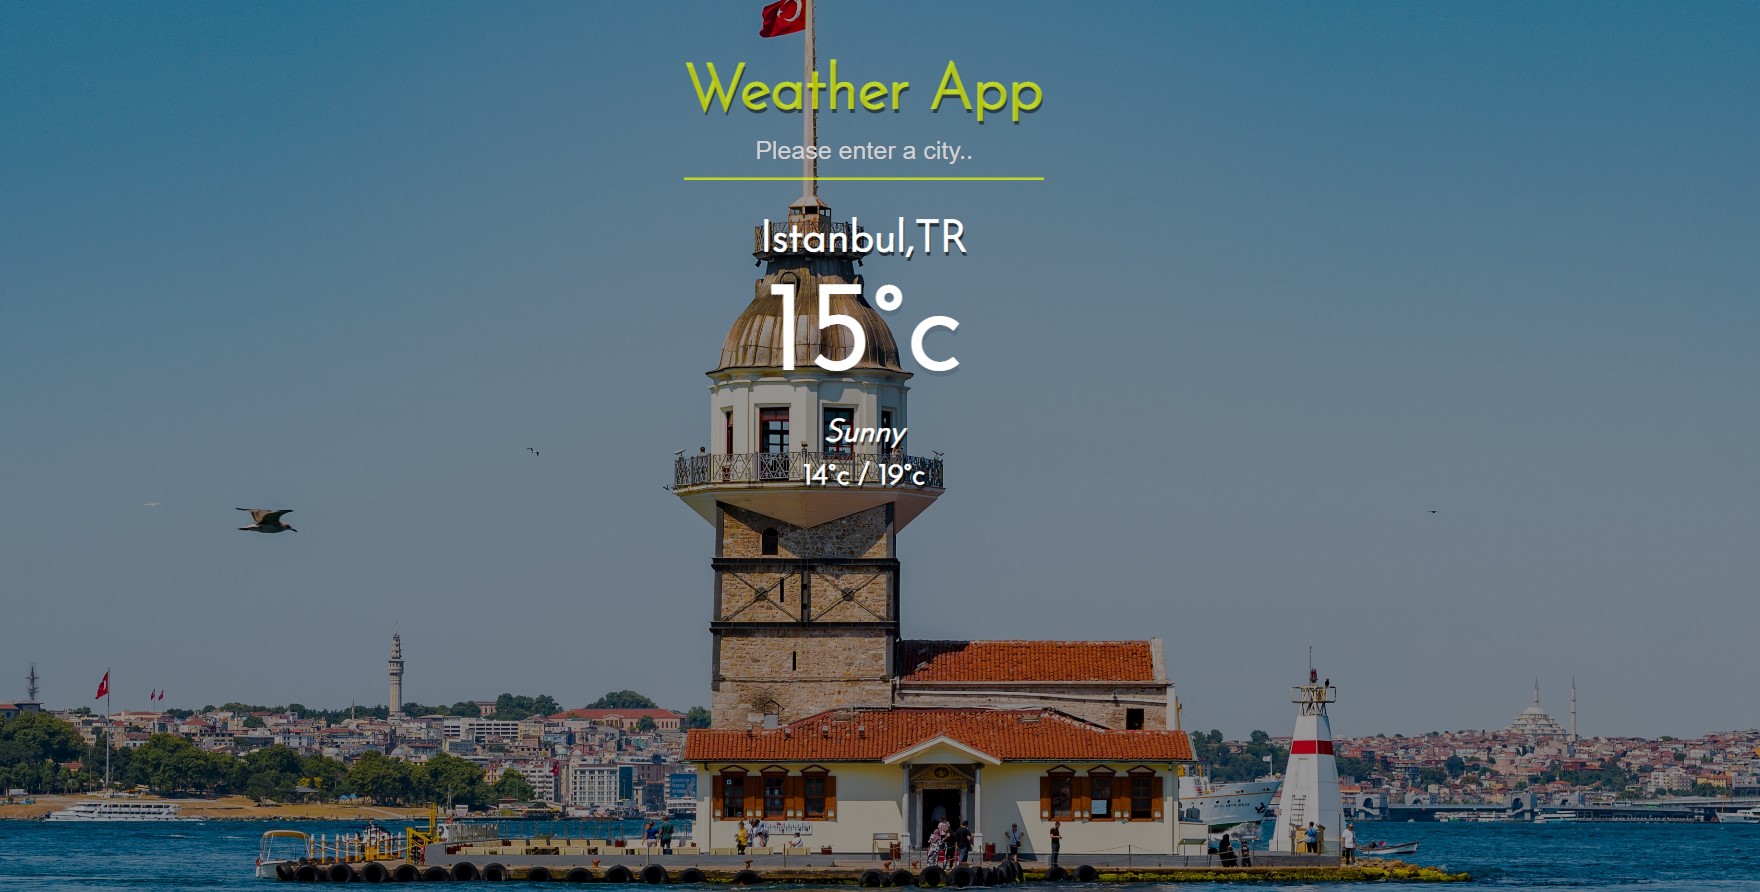 Weather App
Please enter a city..
Istanbul,TR
15°c
Sunny
14°c / 19°c